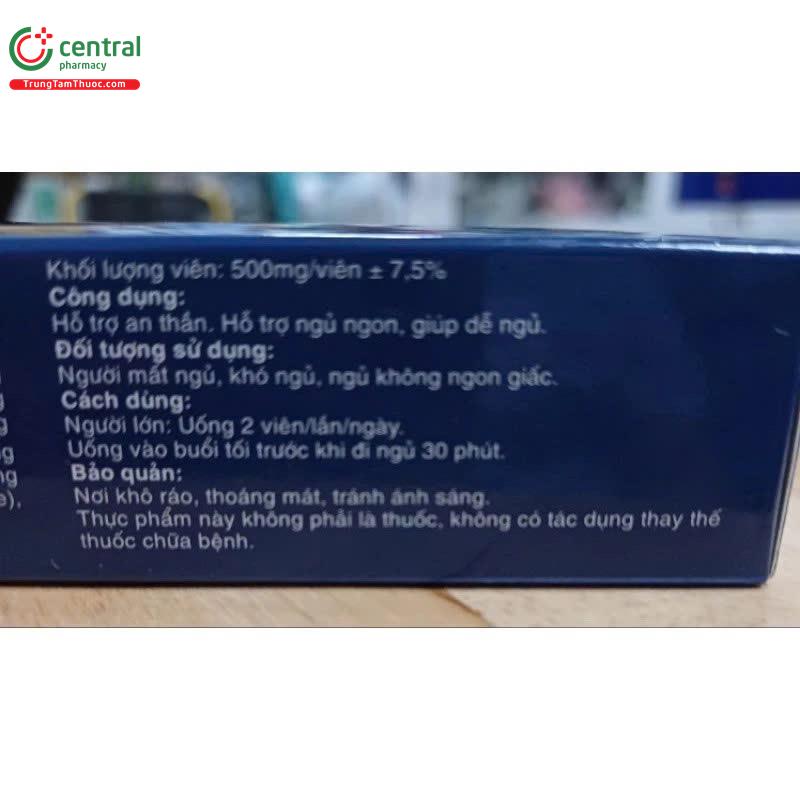 central
pharmacy
TrungTamThuoc.com
Khối lượng viên: 500mg/viên ± 7,5%
Công dụng:
Hỗ trợ an thần. Hỗ trợ ngủ ngon, giúp dễ ngủ.
Đối tượng sử dụng:
Người mất ngủ, khó ngủ, ngủ không ngon giấc.
Cách dùng:
Người lớn: Uống 2 viên/lần/ngày.
Uống vào buổi tối trước khi đi ngủ 30 phút.
Bảo quản:
Nơi khô ráo, thoáng mát, tránh ánh sáng.
Thực phẩm này không phải là thuốc, không có tác dụng thay thế
thuốc chữa bệnh.